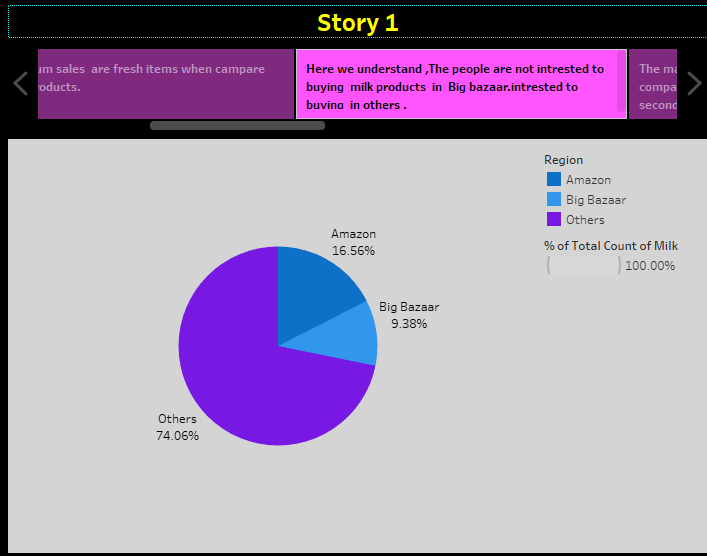 Story 1
um sales  are fresh items when campare
roducts.
Here we understand ,The people are not intrested to
buying  milk products  in  Big bazaar.intrested to
buying  in others .
The ma
compa
second
Region
Amazon
Big Bazaar
Others
% of Total Count of Milk
100.00%
Amazon
16.56%
Big Bazaar
9.38%
Others
74.06%